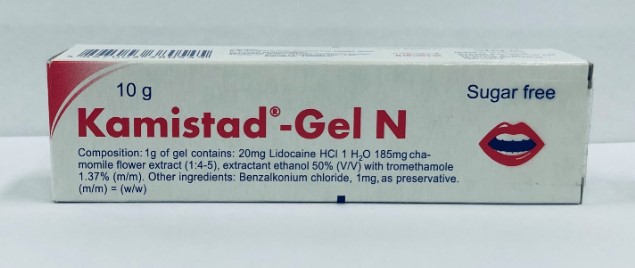 10 g
Sugar free
Kamistad®-Gel N
Composition: 1g of gel contains: 20mg Lidocaine HCl 1 H₂O 185mg cha-
momile flower extract (1:4-5), extractant ethanol 50% (V/V) with tromethamole
1.37% (m/m). Other ingredients: Benzalkonium chloride, 1mg, as preservative.
(m/m) = (w/w)